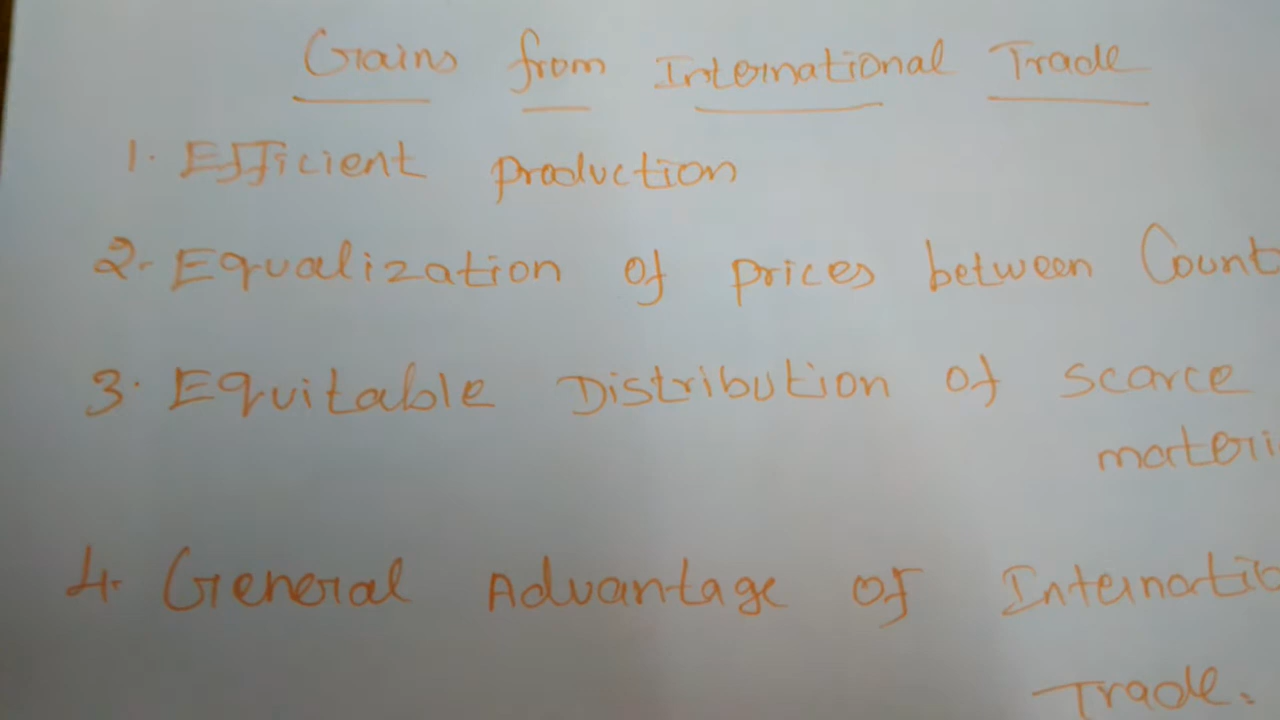 Gains from International Trade
1. Efficient production
2. Equalization of prices between Count
3. Equitable Distribution of scarce
materi
4. General Advantage of Internatio
Trade.